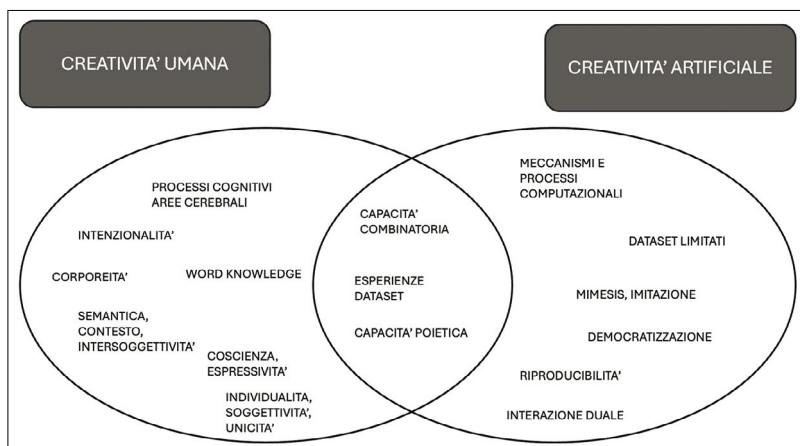 CREATIVITA’ UMANA
CREATIVITA’ ARTIFICIALE
PROCESSI COGNITIVI
AREE CEREBRALI
INTENZIONALITA’
CORPOREITA’
WORD KNOWLEDGE
SEMANTICA,
CONTESTO,
INTERSOGGETTIVITA’
COSCIENZA,
ESPRESSIVITA’
INDIVIDUALITA,
SOGGETTIVITA’,
UNICITA’
CAPACITA’
COMBINATORIA
ESPERIENZE
DATASET
CAPACITA’ POIETICA
MECCANISMI E
PROCESSI
COMPUTAZIONALI
DATASET LIMITATI
MIMESIS, IMITAZIONE
DEMOCRATIZZAZIONE
RIPRODUCIBILITA’
INTERAZIONE DUALE